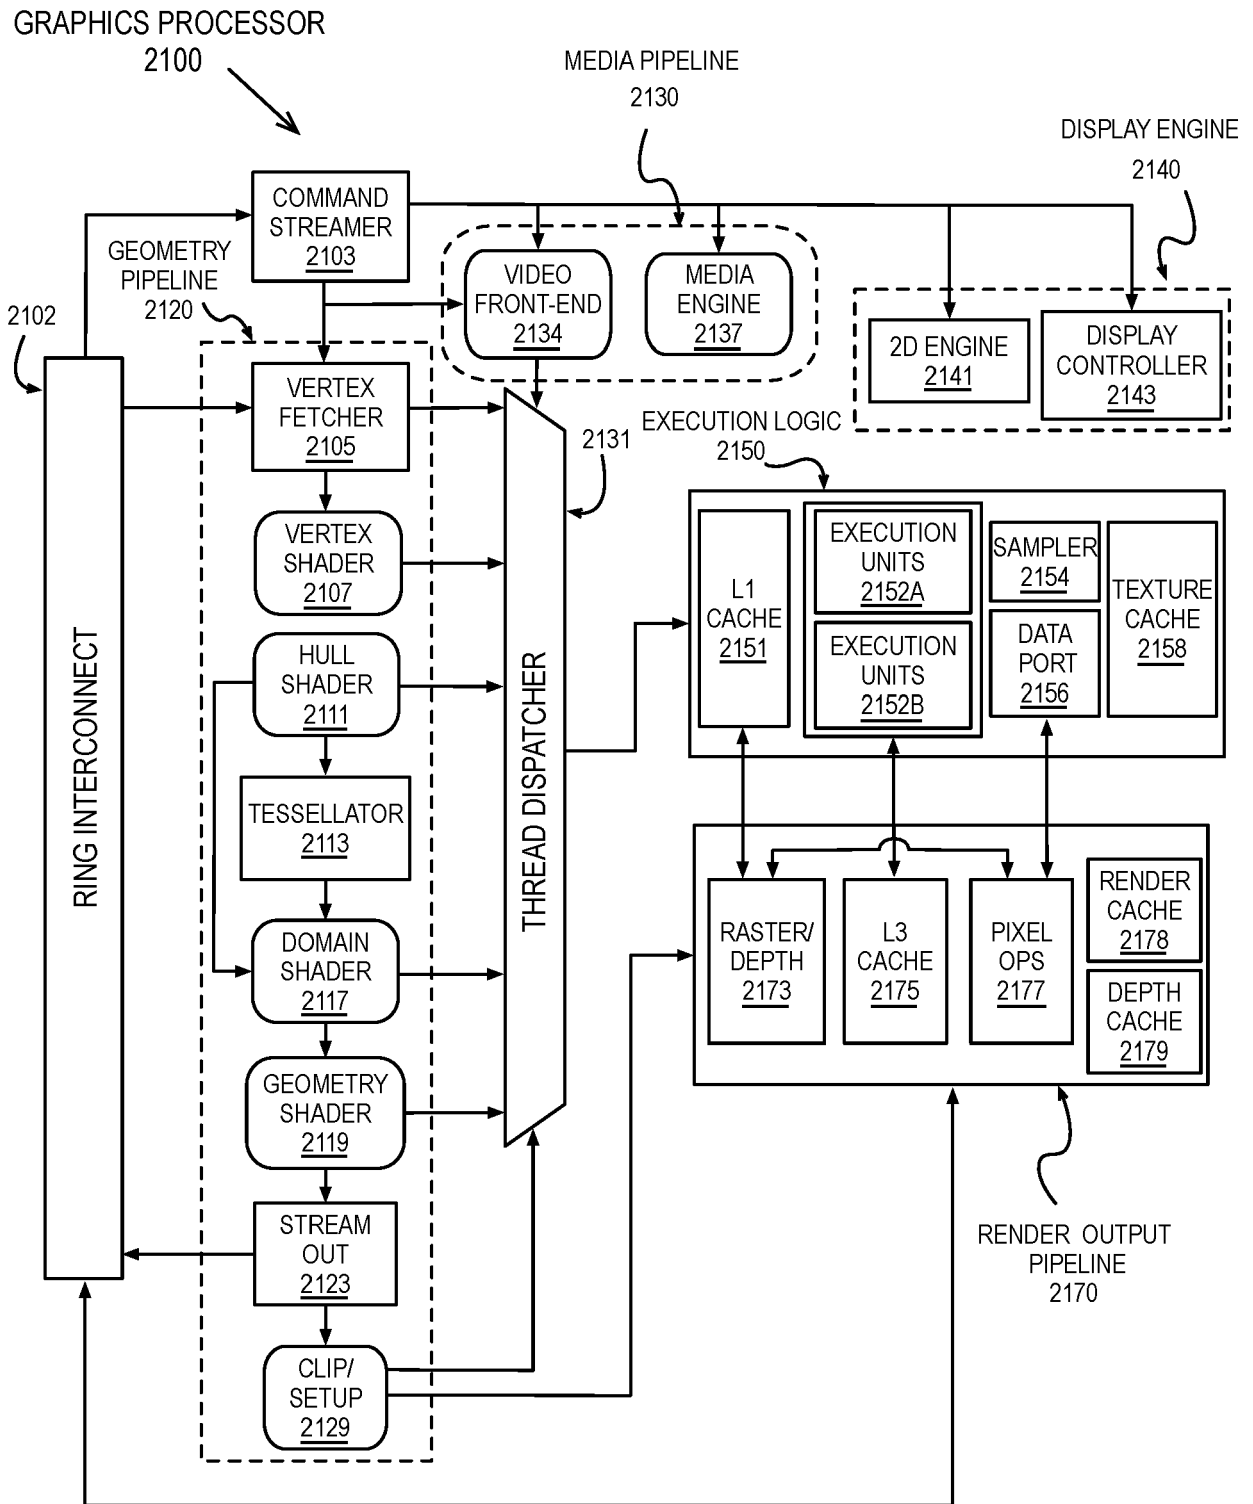 GRAPHICS PROCESSOR
2100
MEDIA PIPELINE
2130
DISPLAY ENGINE
2140
COMMAND
STREAMER
2103
GEOMETRY
PIPELINE
2120
VIDEO
FRONT-END
2134
MEDIA
ENGINE
2137
2D ENGINE
2141
DISPLAY
CONTROLLER
2143
2102
RING INTERCONNECT
VERTEX
FETCHER
2105
VERTEX
SHADER
2107
HULL
SHADER
2111
TESSELLATOR
2113
DOMAIN
SHADER
2117
GEOMETRY
SHADER
2119
STREAM
OUT
2123
CLIP/
SETUP
2129
2131
THREAD DISPATCHER
EXECUTION LOGIC
2150
L1
CACHE
2151
EXECUTION
UNITS
2152A
EXECUTION
UNITS
2152B
SAMPLER
2154
DATA
PORT
2156
TEXTURE
CACHE
2158
RASTER/
DEPTH
2173
L3
CACHE
2175
PIXEL
OPS
2177
RENDER
CACHE
2178
DEPTH
CACHE
2179
RENDER OUTPUT
PIPELINE
2170